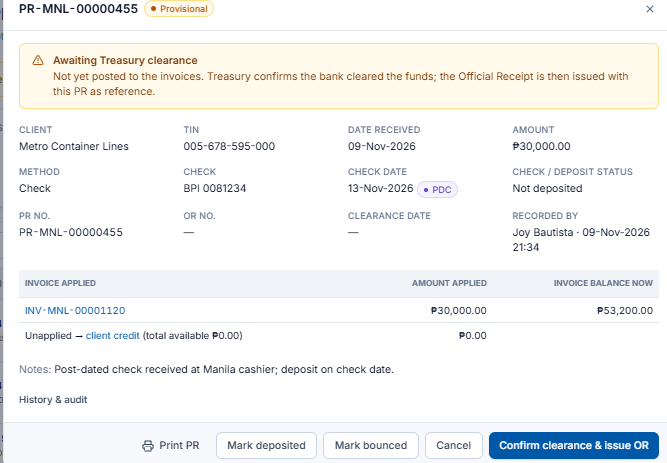 PR-MNL-00000455 Provisional ×
Awaiting Treasury clearance
Not yet posted to the invoices. Treasury confirms the bank cleared the funds; the Official Receipt is then issued with
this PR as reference.
CLIENT TIN DATE RECEIVED AMOUNT
Metro Container Lines 005-678-595-000 09-Nov-2026 ₱30,000.00
METHOD CHECK CHECK DATE CHECK / DEPOSIT STATUS
Check BPI 0081234 13-Nov-2026 PDC Not deposited
PR NO. OR NO. CLEARANCE DATE RECORDED BY
PR-MNL-00000455 — — Joy Bautista · 09-Nov-2026
21:34
INVOICE APPLIED AMOUNT APPLIED INVOICE BALANCE NOW
INV-MNL-00001120 ₱30,000.00 ₱53,200.00
Unapplied → client credit (total available ₱0.00) ₱0.00
Notes: Post-dated check received at Manila cashier; deposit on check date.
History & audit
Print PR Mark deposited Mark bounced Cancel Confirm clearance & issue OR